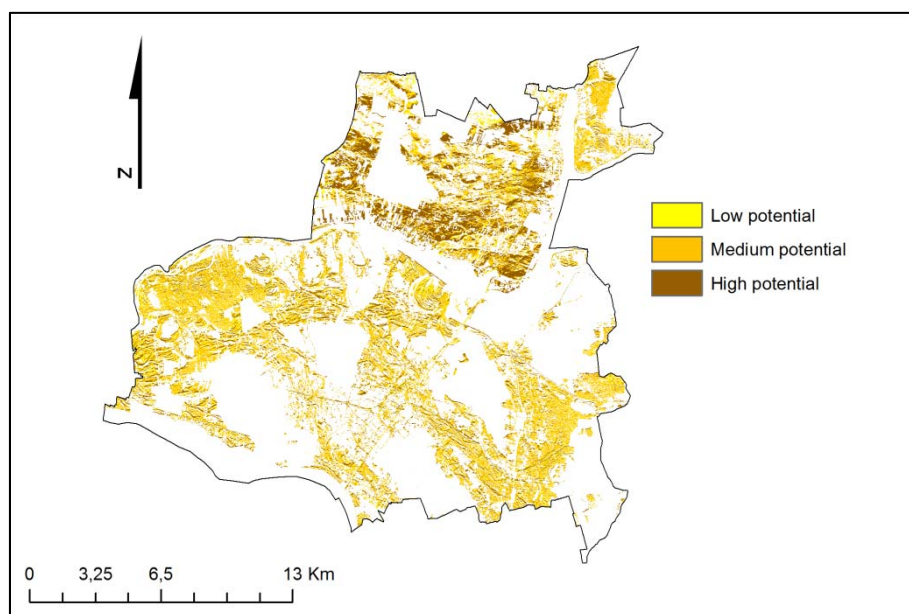 N
Low potential
Medium potential
High potential
0 3,25 6,5 13 Km